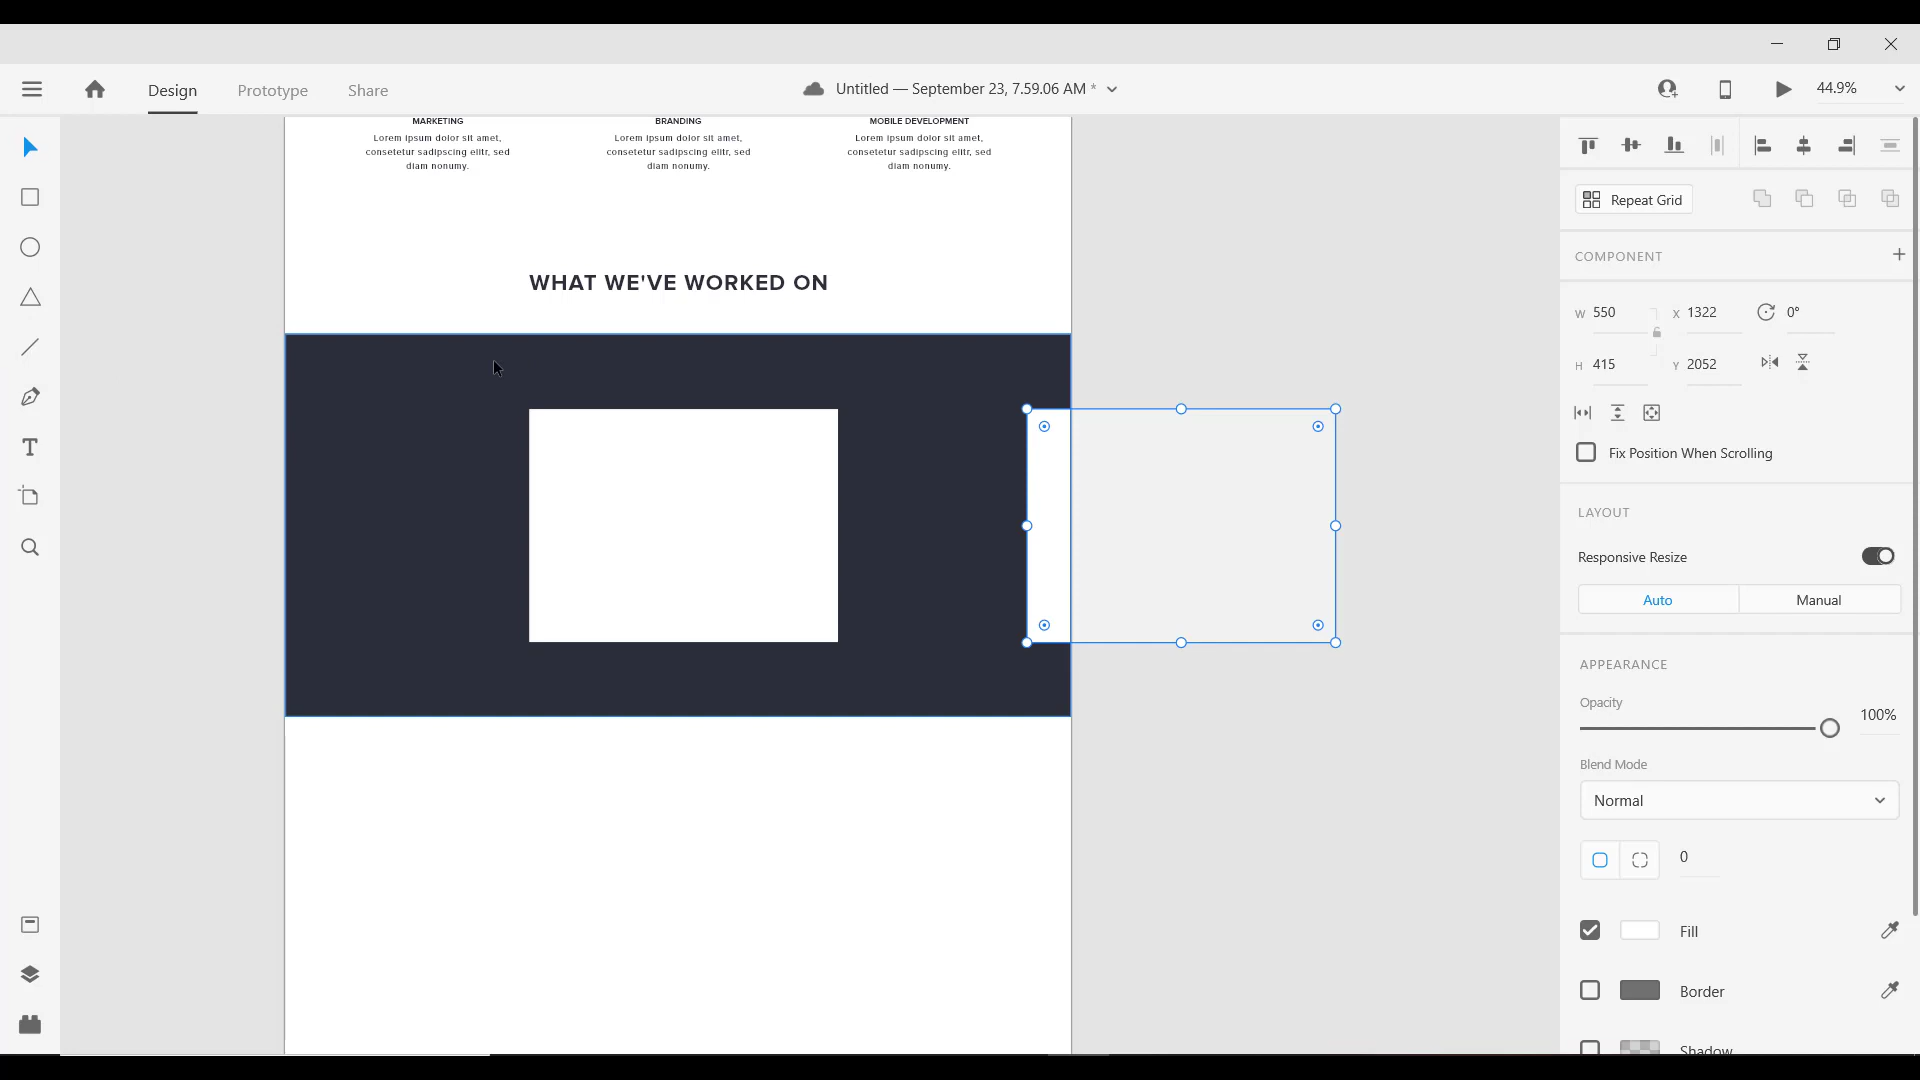 Design
Prototype
Share
Untitled — September 23, 7.59.06 AM *
44.9%
MARKETING
Lorem ipsum dolor sit amet,
consetetur sadipscing elitr, sed
diam nonumy.
BRANDING
Lorem ipsum dolor sit amet,
consetetur sadipscing elitr, sed
diam nonumy.
MOBILE DEVELOPMENT
Lorem ipsum dolor sit amet,
consetetur sadipscing elitr, sed
diam nonumy.
WHAT WE'VE WORKED ON
Repeat Grid
COMPONENT
W 550 X 1322 0°
H 415 Y 2052
Fix Position When Scrolling
LAYOUT
Responsive Resize
Auto
Manual
APPEARANCE
Opacity
100%
Blend Mode
Normal
0
Fill
Border
Shadow